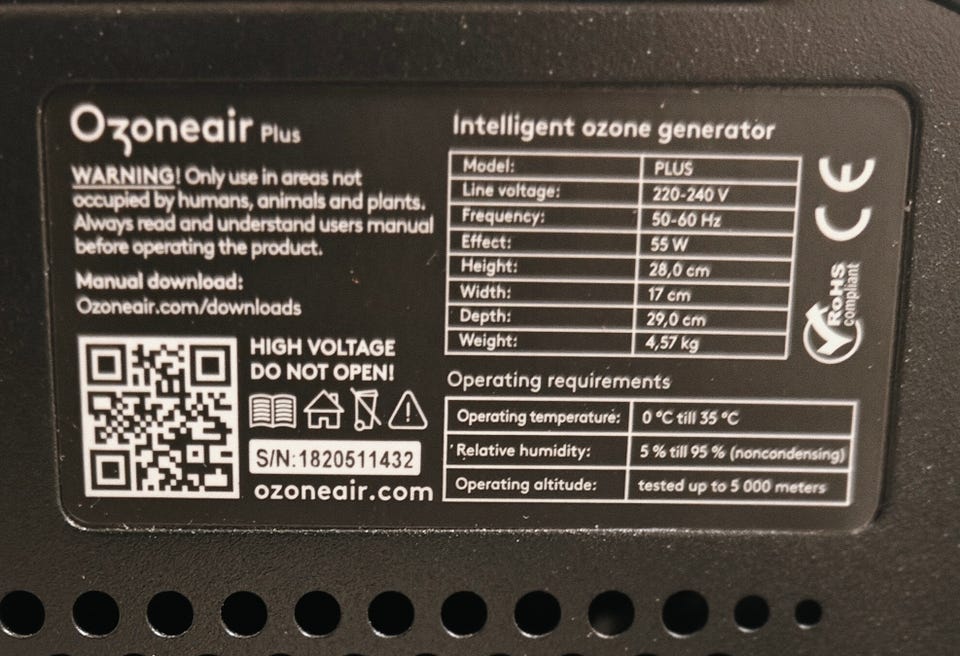 Ozoneair Plus
WARNING! Only use in areas not
occupied by humans, animals and plants.
Always read and understand users manual
before operating the product.
Manual download:
Ozoneair.com/downloads
HIGH VOLTAGE
DO NOT OPEN!
S/N:1820511432
ozoneair.com
Intelligent ozone generator
Model: PLUS
Line voltage: 220-240 V
Frequency: 50-60 Hz
Effect: 55 W
Height: 28,0 cm
Width: 17 cm
Depth: 29,0 cm
Weight: 4,57 kg
Operating requirements
Operating temperature: 0 °C till 35 °C
Relative humidity: 5 % till 95 % (noncondensing)
Operating altitude: tested up to 5 000 meters
CE
RoHS
compliant